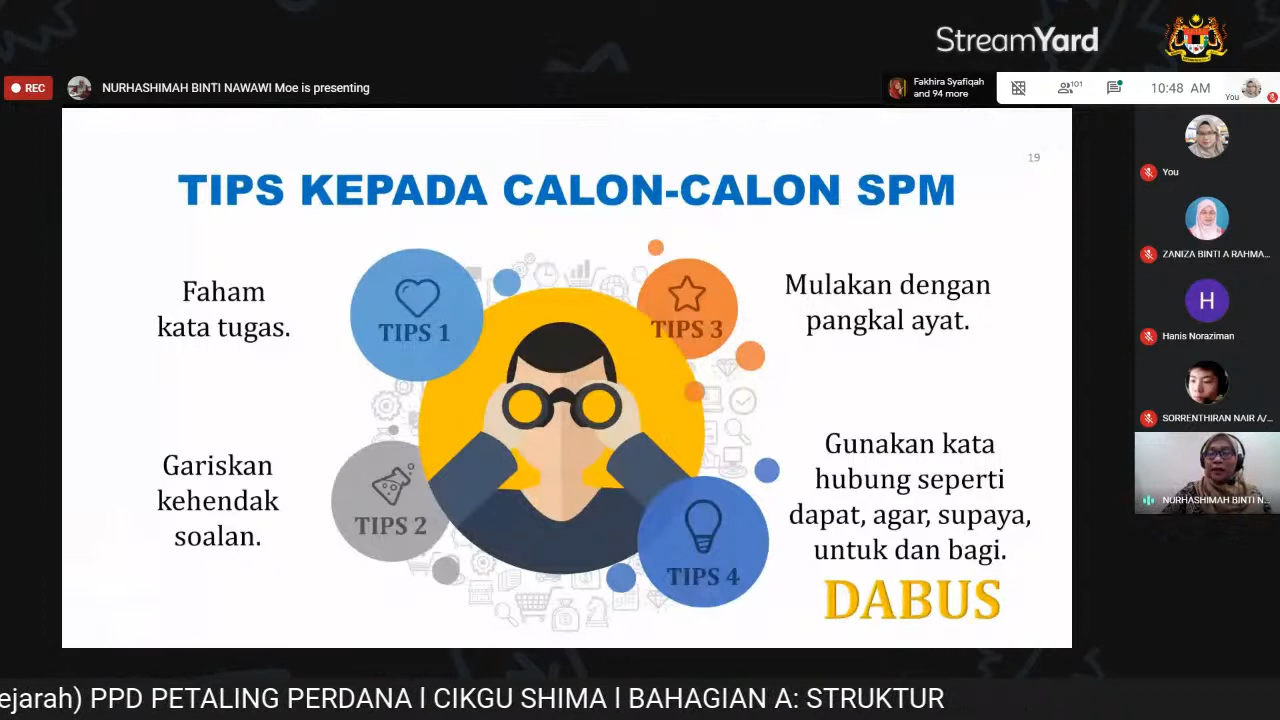 StreamYard
REC
NURHASHIMAH BINTI NAWAWI Moe is presenting
Fakhira Syafiqah
and 94 more
101
10:48 AM
You
19
TIPS KEPADA CALON-CALON SPM
Faham
kata tugas.
TIPS 1
TIPS 3
Mulakan dengan
pangkal ayat.
Gariskan
kehendak
soalan.
TIPS 2
TIPS 4
Gunakan kata
hubung seperti
dapat, agar, supaya,
untuk dan bagi.
DABUS
You
ZANIZA BINTI A RAHMA...
H
Hanis Noraziman
SORRENTHIRAN NAIR A/...
NURHASHIMAH BINTI N...
ejarah) PPD PETALING PERDANA l CIKGU SHIMA l BAHAGIAN A: STRUKTUR